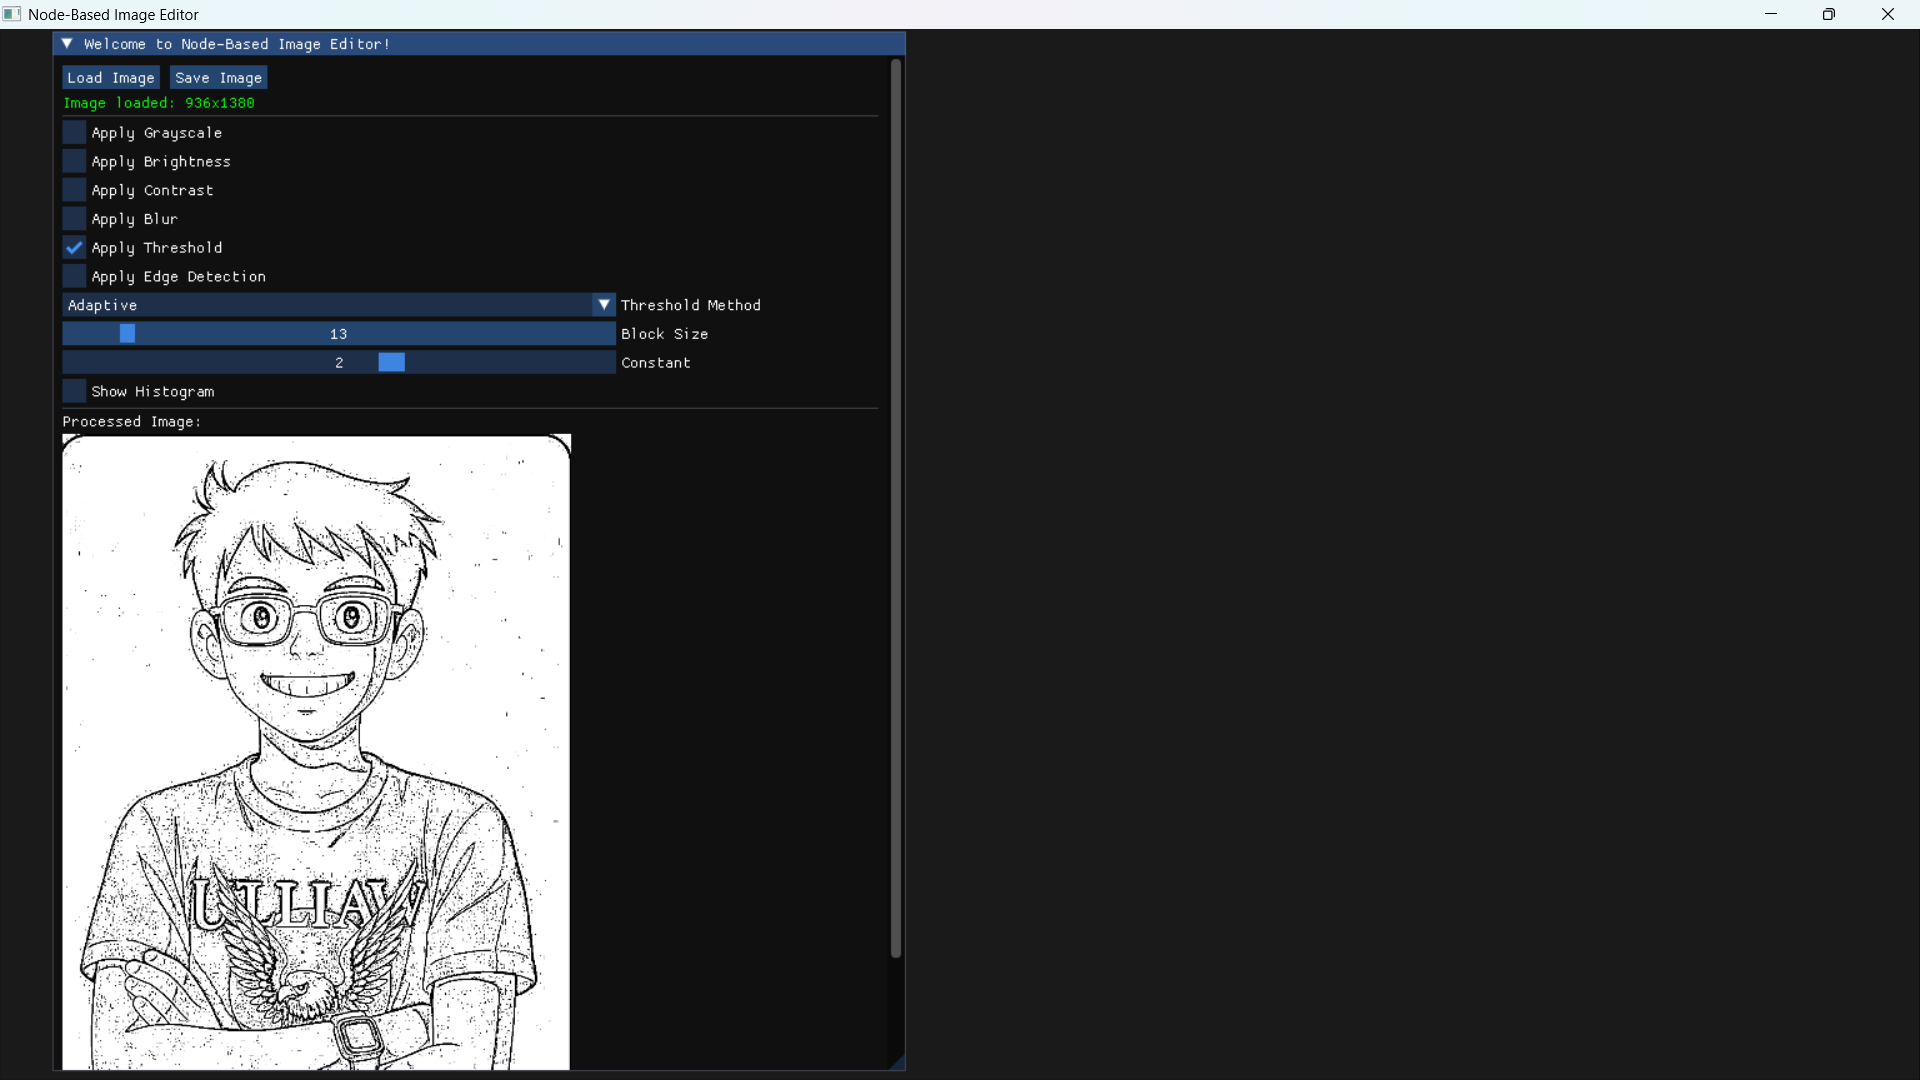 Node-Based Image Editor
Welcome to Node-Based Image Editor!
Load Image Save Image
Image loaded: 936x1380
Apply Grayscale
Apply Brightness
Apply Contrast
Apply Blur
Apply Threshold
Apply Edge Detection
Adaptive Threshold Method
13 Block Size
2 Constant
Show Histogram
Processed Image: